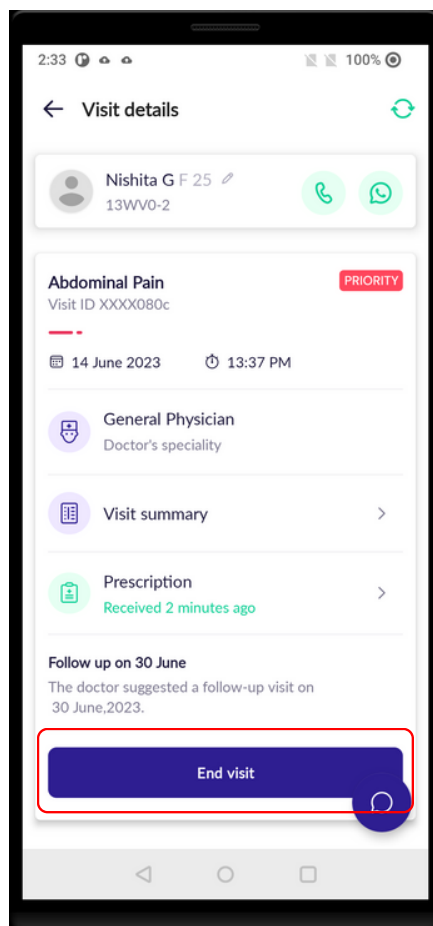 2:33 100%
Visit details
Nishita G F 25
13WV0-2
Abdominal Pain PRIORITY
Visit ID XXXX080c
14 June 2023 13:37 PM
General Physician
Doctor's speciality
Visit summary
Prescription
Received 2 minutes ago
Follow up on 30 June
The doctor suggested a follow-up visit on
30 June,2023.
End visit